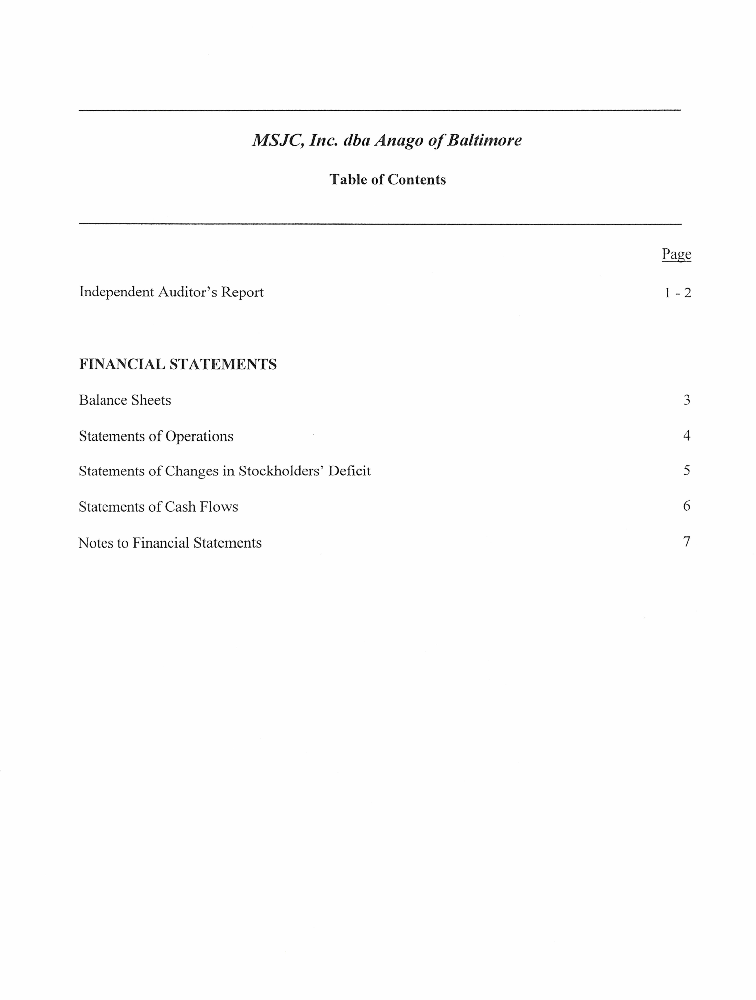 MSJC, Inc. dba Anago of Baltimore
Table of Contents
Page
Independent Auditor’s Report 1 - 2
FINANCIAL STATEMENTS
Balance Sheets 3
Statements of Operations 4
Statements of Changes in Stockholders’ Deficit 5
Statements of Cash Flows 6
Notes to Financial Statements 7